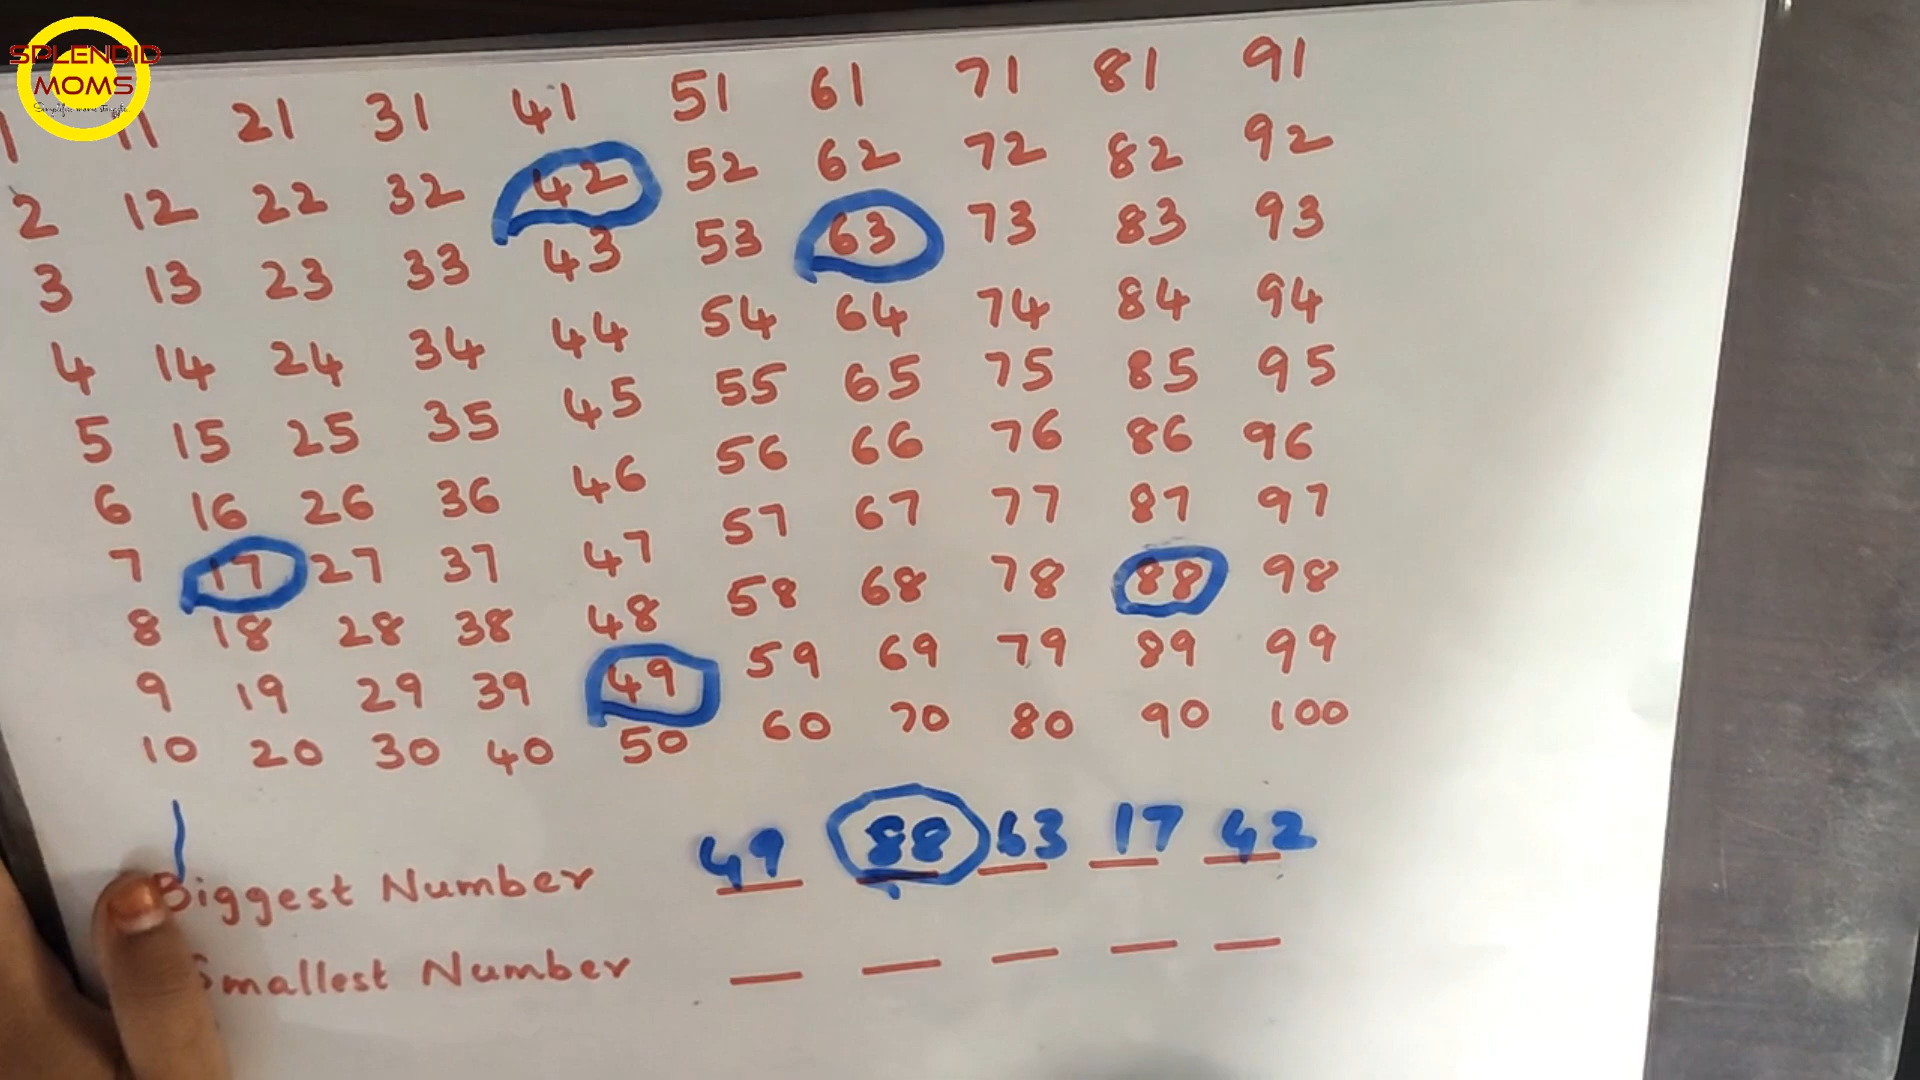 SPLENDID
MOMS
1 11 21 31 41 51 61 71 81 91
2 12 22 32 42 52 62 72 82 92
3 13 23 33 43 53 63 73 83 93
4 14 24 34 44 54 64 74 84 94
5 15 25 35 45 55 65 75 85 95
6 16 26 36 46 56 66 76 86 96
7 17 27 37 47 57 67 77 87 97
8 18 28 38 48 58 68 78 88 98
9 19 29 39 49 59 69 79 89 99
10 20 30 40 50 60 70 80 90 100
Biggest Number 49 88 63 17 42
Smallest Number